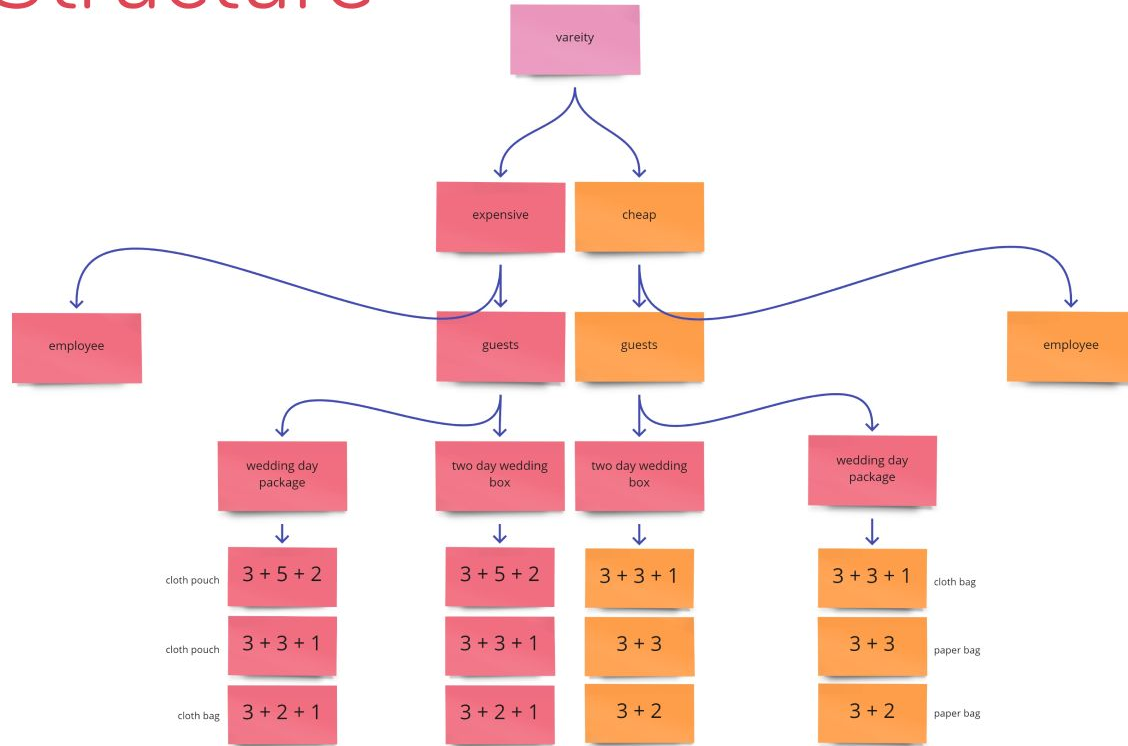 Structure
vareity
expensive
cheap
employee
guests
guests
employee
wedding day
package
two day wedding
box
two day wedding
box
wedding day
package
cloth pouch
3 + 5 + 2
3 + 5 + 2
3 + 3 + 1
3 + 3 + 1
cloth bag
cloth pouch
3 + 3 + 1
3 + 3 + 1
3 + 3
3 + 3
paper bag
cloth bag
3 + 2 + 1
3 + 2 + 1
3 + 2
3 + 2
paper bag